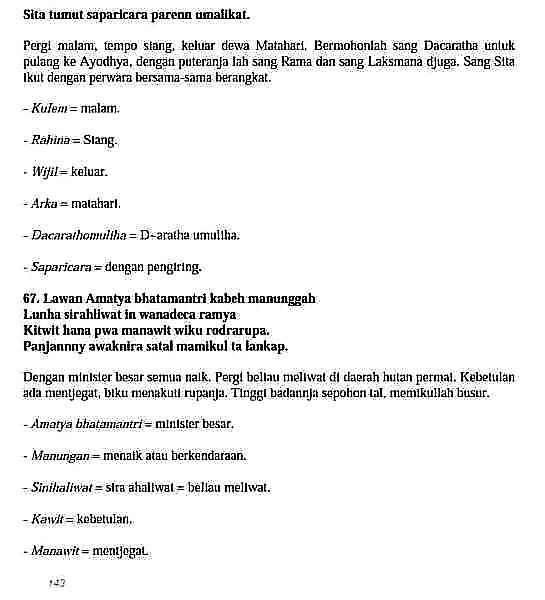 Sita tumut saparicara parenn umalikat.
Pergi malam, tempo siang, keluar dewa Matahari. Bermohonlah sang Dacaratha untuk
pulang ke Ayodhya, dengan puteranja lah sang Rama dan sang Laksmana djuga. Sang Sita
ikut dengan perwara bersama-sama berangkat.
- Kulem = malam.
- Rahina = Siang.
- Wijil = keluar.
- Arka = matahari.
- Dacarathomuliha = D~aratha umuliha.
- Saparicara = dengan pengiring.
67. Lawan Amatya bhatamantri kabeh manunggah
Lunha sirahliwat in wanadeca ramya
Kitwit hana pwa manawit wiku rodrarupa.
Panjannny awaknira satal mamikul ta lankap.
Dengan minister besar semua naik. Pergi beliau meliwat di daerah hutan permai. Kebetulan
ada mentjegat, biku menakuti rupanja. Tinggi badannja sepohon tal, memikullah busur.
- Amatya bhatamantri = minister besar.
- Manungan = menaik atau berkendaraan.
- Sinihaliwat = sira ahaliwat = beliau meliwat.
- Kawit = kebetulan.
- Manawit = mentjegat.
143